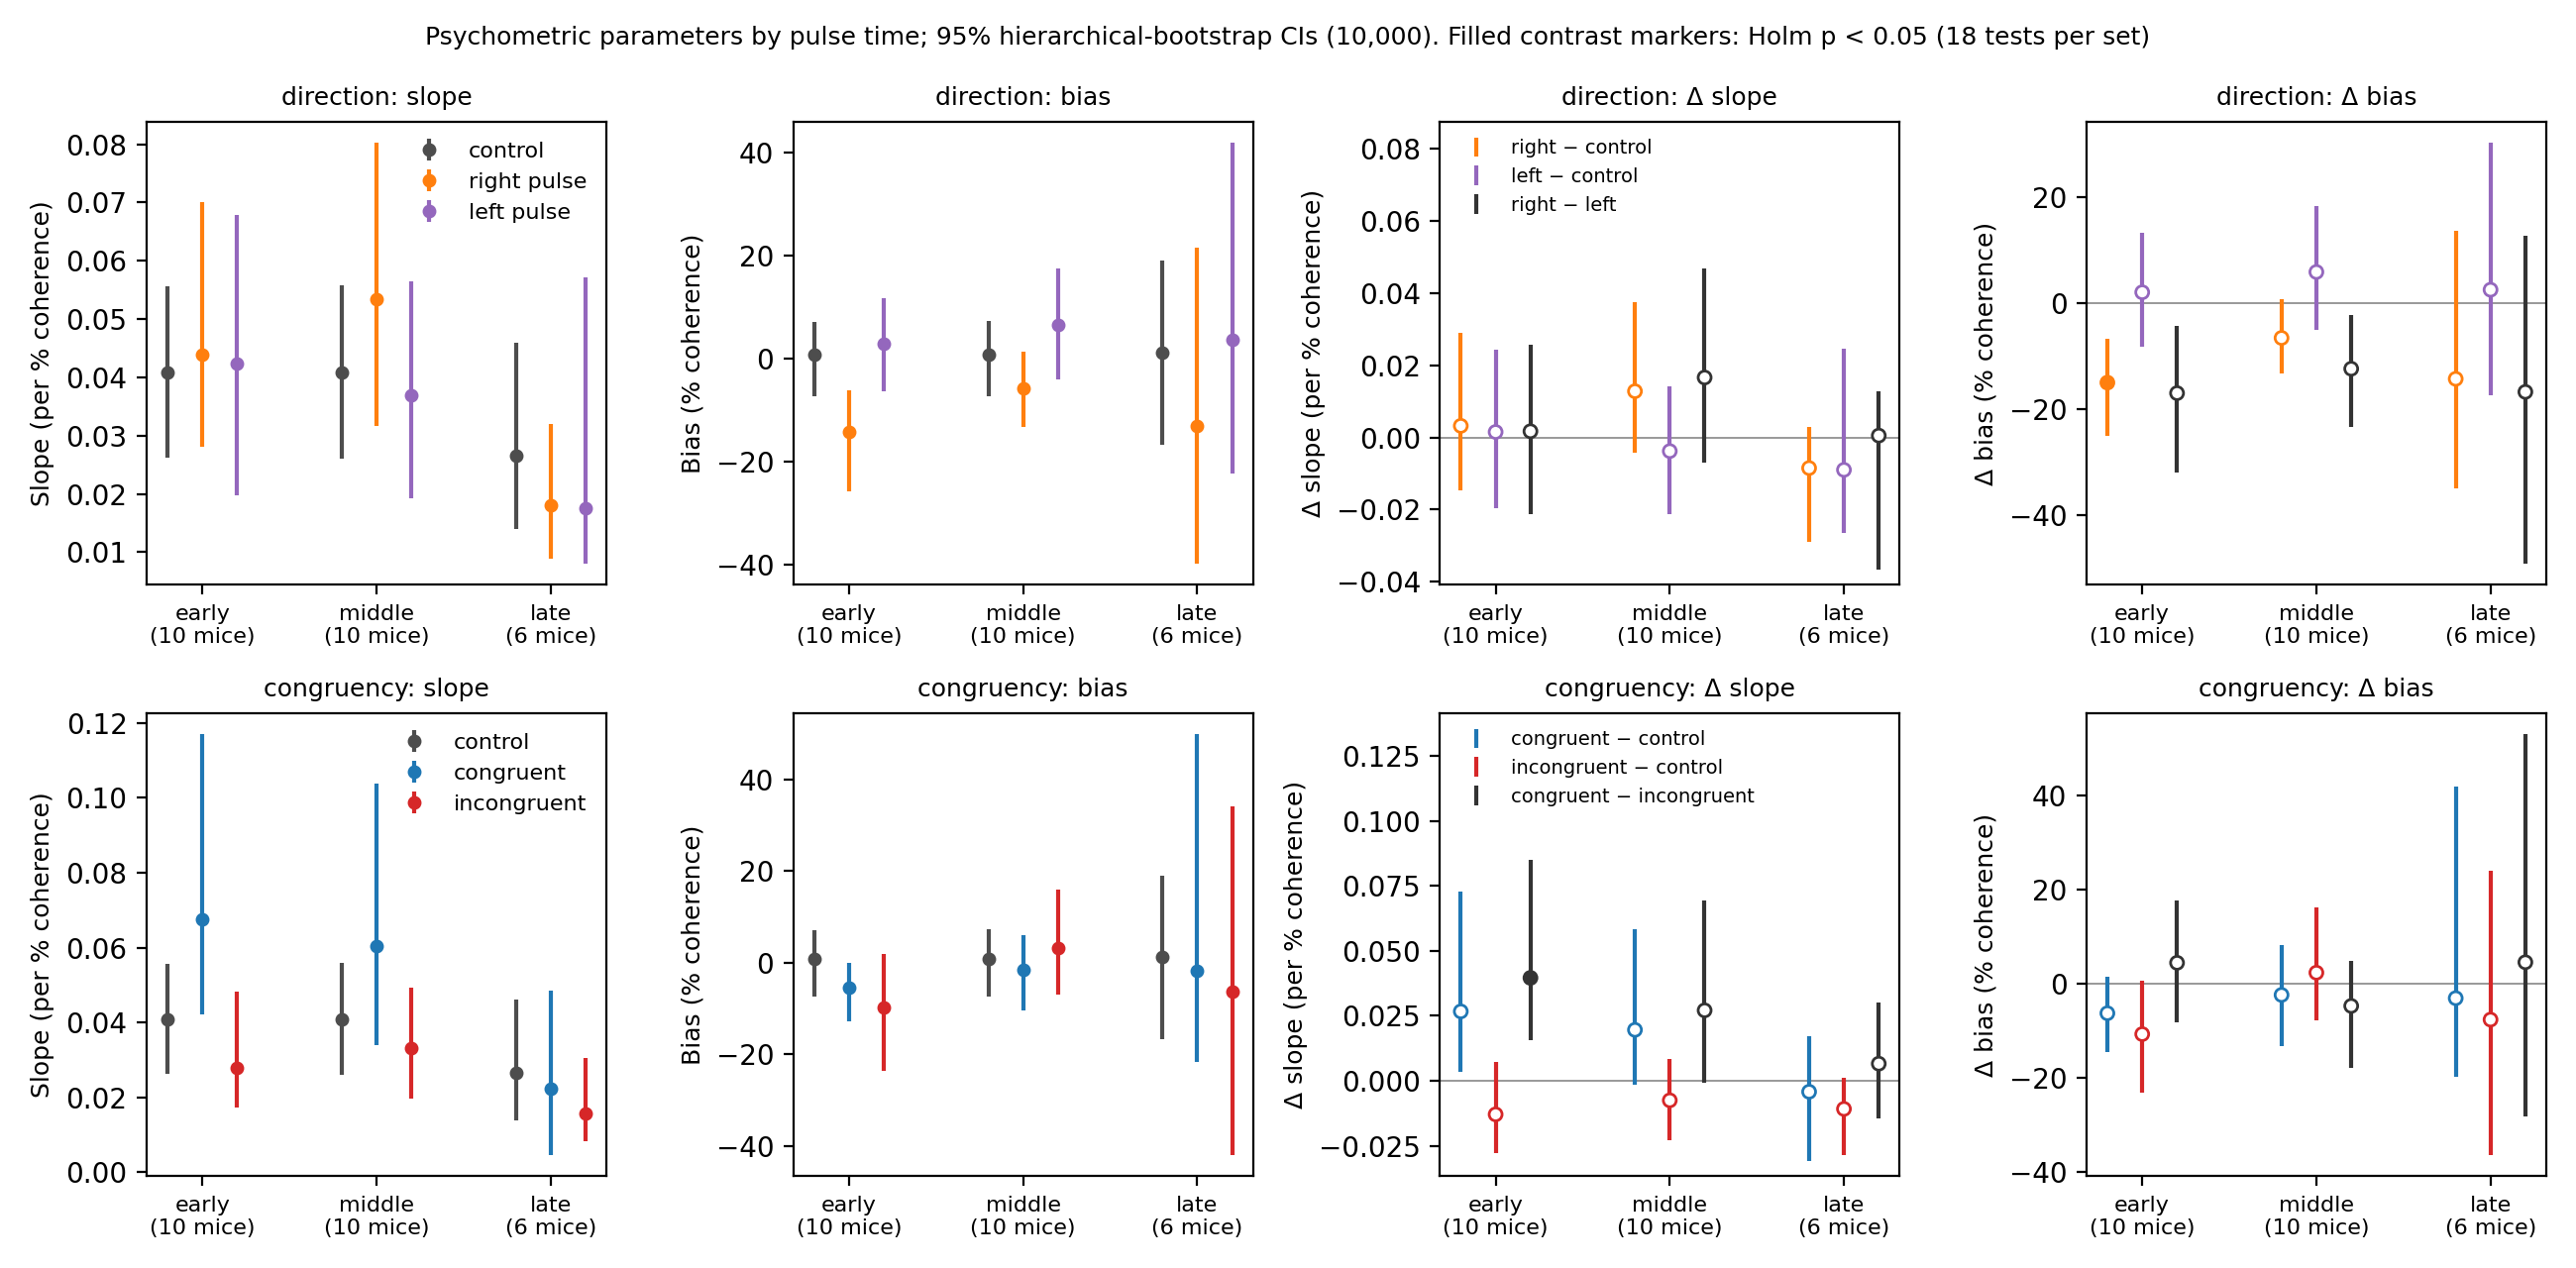 Psychometric parameters by pulse time; 95% hierarchical-bootstrap CIs (10,000). Filled contrast markers: Holm p < 0.05 (18 tests per set)
direction: slope
Slope (per % coherence)
0.08
0.07
0.06
0.05
0.04
0.03
0.02
0.01
control
right pulse
left pulse
early
(10 mice)
middle
(10 mice)
late
(6 mice)
direction: bias
Bias (% coherence)
40
20
0
−20
−40
early
(10 mice)
middle
(10 mice)
late
(6 mice)
direction: Δ slope
Δ slope (per % coherence)
0.08
0.06
0.04
0.02
0.00
−0.02
−0.04
right − control
left − control
right − left
early
(10 mice)
middle
(10 mice)
late
(6 mice)
direction: Δ bias
Δ bias (% coherence)
20
0
−20
−40
early
(10 mice)
middle
(10 mice)
late
(6 mice)
congruency: slope
Slope (per % coherence)
0.12
0.10
0.08
0.06
0.04
0.02
0.00
control
congruent
incongruent
early
(10 mice)
middle
(10 mice)
late
(6 mice)
congruency: bias
Bias (% coherence)
40
20
0
−20
−40
early
(10 mice)
middle
(10 mice)
late
(6 mice)
congruency: Δ slope
Δ slope (per % coherence)
0.125
0.100
0.075
0.050
0.025
0.000
−0.025
congruent − control
incongruent − control
congruent − incongruent
early
(10 mice)
middle
(10 mice)
late
(6 mice)
congruency: Δ bias
Δ bias (% coherence)
40
20
0
−20
−40
early
(10 mice)
middle
(10 mice)
late
(6 mice)